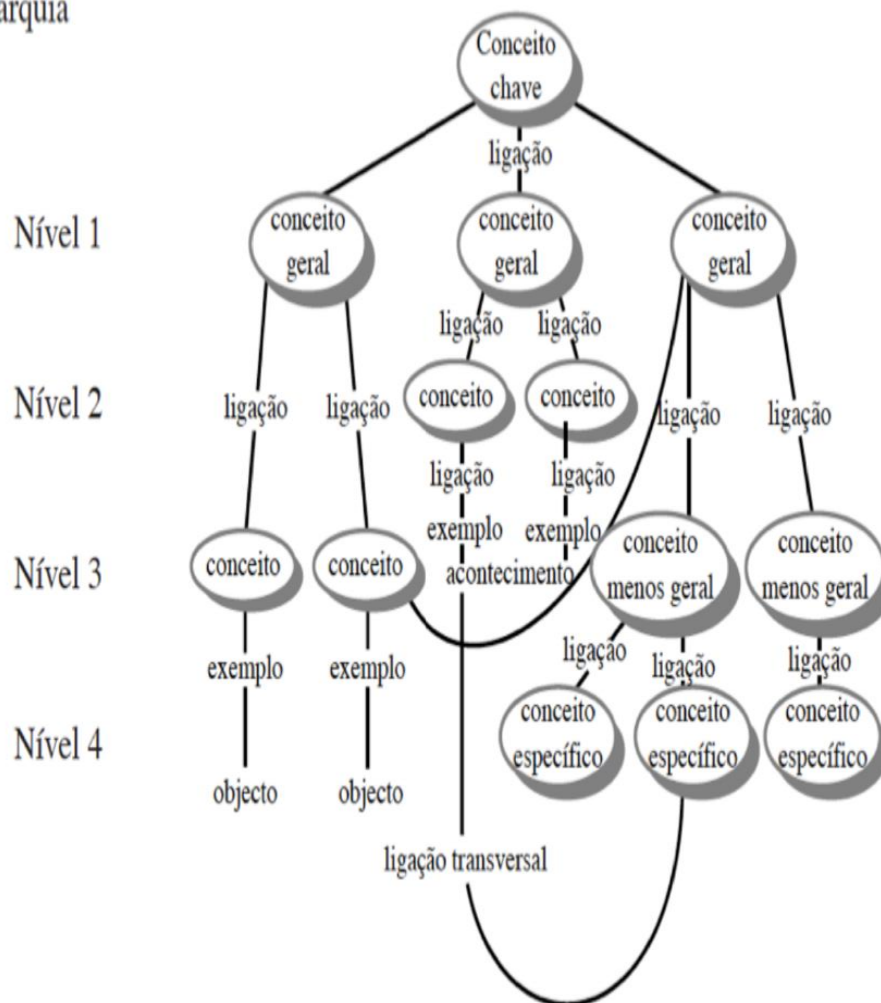 Conceito
chave
ligação
Nível 1
conceito
geral
conceito
geral
conceito
geral
ligação
ligação
Nível 2
conceito
conceito
ligação
ligação
ligação
ligação
ligação
ligação
exemplo
exemplo
Nível 3
conceito
conceito
acontecimento
conceito
menos geral
conceito
menos geral
ligação
ligação
ligação
exemplo
exemplo
Nível 4
conceito
específico
conceito
específico
conceito
específico
objecto
objecto
ligação transversal